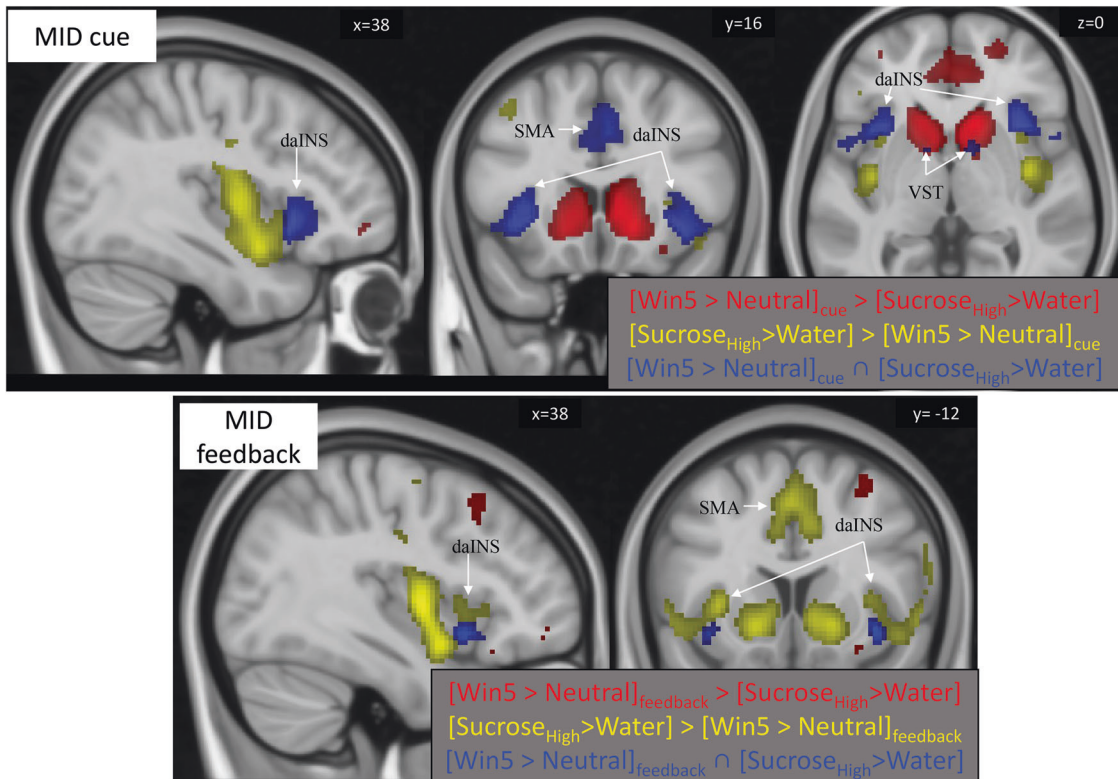 MID cue
x=38
y=16
z=0
daINS
SMA
daINS
daINS
VST
[Win5 > Neutral]cue > [SucroseHigh>Water]
[SucroseHigh>Water] > [Win5 > Neutral]cue
[Win5 > Neutral]cue ∩ [SucroseHigh>Water]
MID
feedback
x=38
y= -12
daINS
SMA
daINS
[Win5 > Neutral]feedback > [SucroseHigh>Water]
[SucroseHigh>Water] > [Win5 > Neutral]feedback
[Win5 > Neutral]feedback ∩ [SucroseHigh>Water]